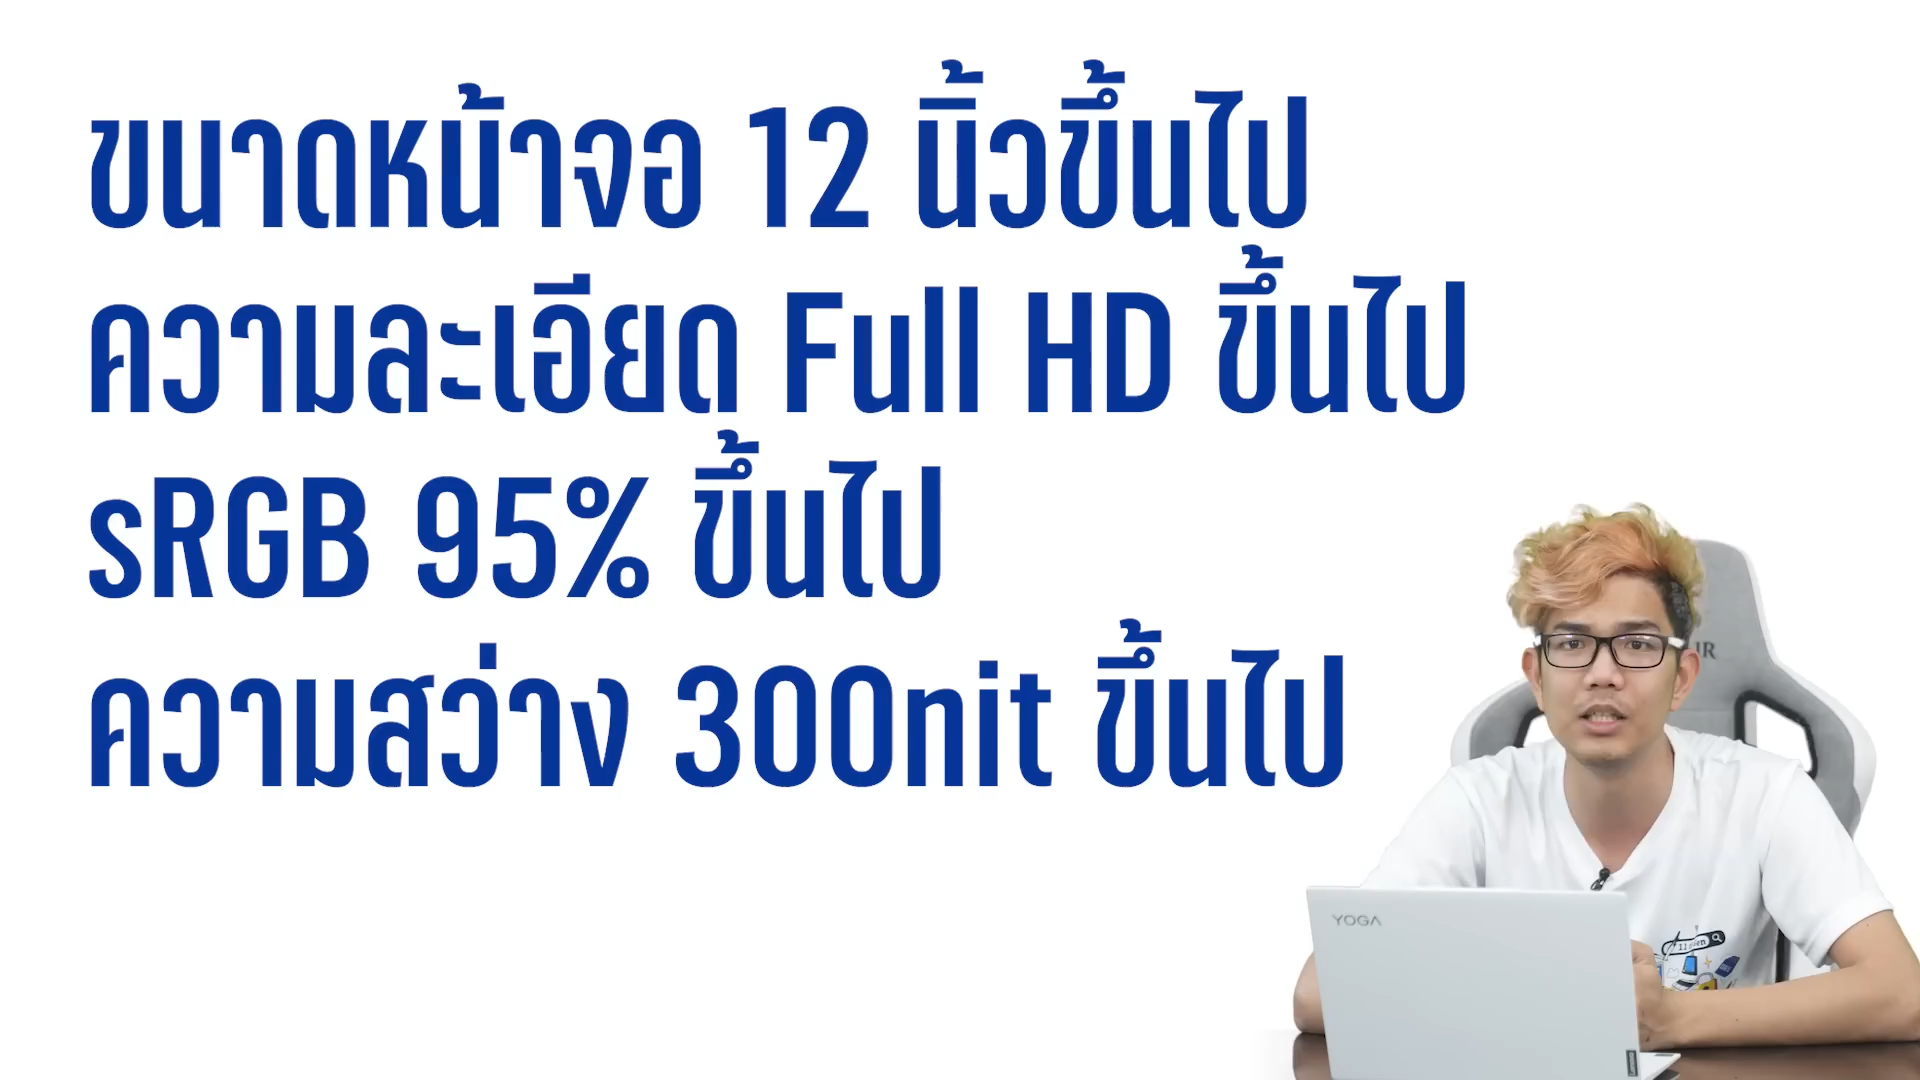 ขนาดหน้าจอ 12 นิ้วขึ้นไป
ความละเอียด Full HD ขึ้นไป
sRGB 95% ขึ้นไป
ความสว่าง 300nit ขึ้นไป
YOGA
Lenovo